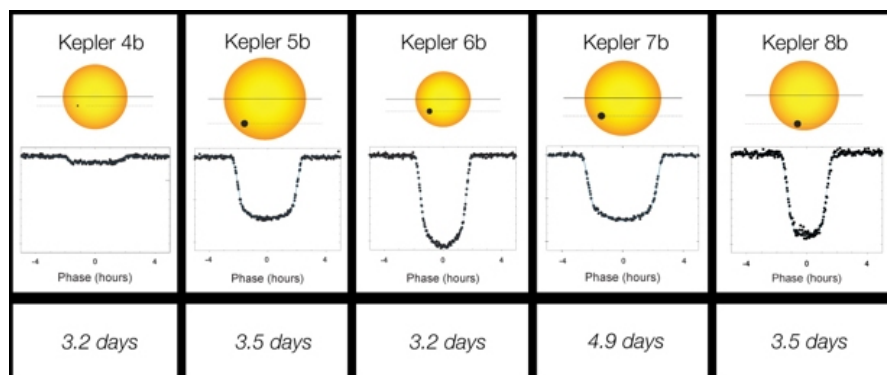 Kepler 4b
Kepler 5b
Kepler 6b
Kepler 7b
Kepler 8b
-4 0 4
Phase (hours)
-4 0 4
Phase (hours)
-4 0 4
Phase (hours)
-4 0 4
Phase (hours)
-4 0 4
Phase (hours)
3.2 days
3.5 days
3.2 days
4.9 days
3.5 days